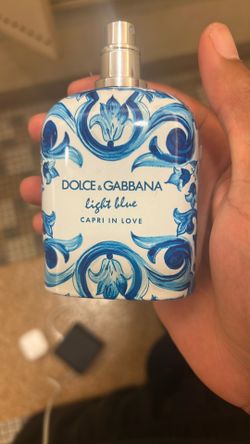 DOLCE & GABBANA
light blue
CAPRI IN LOVE